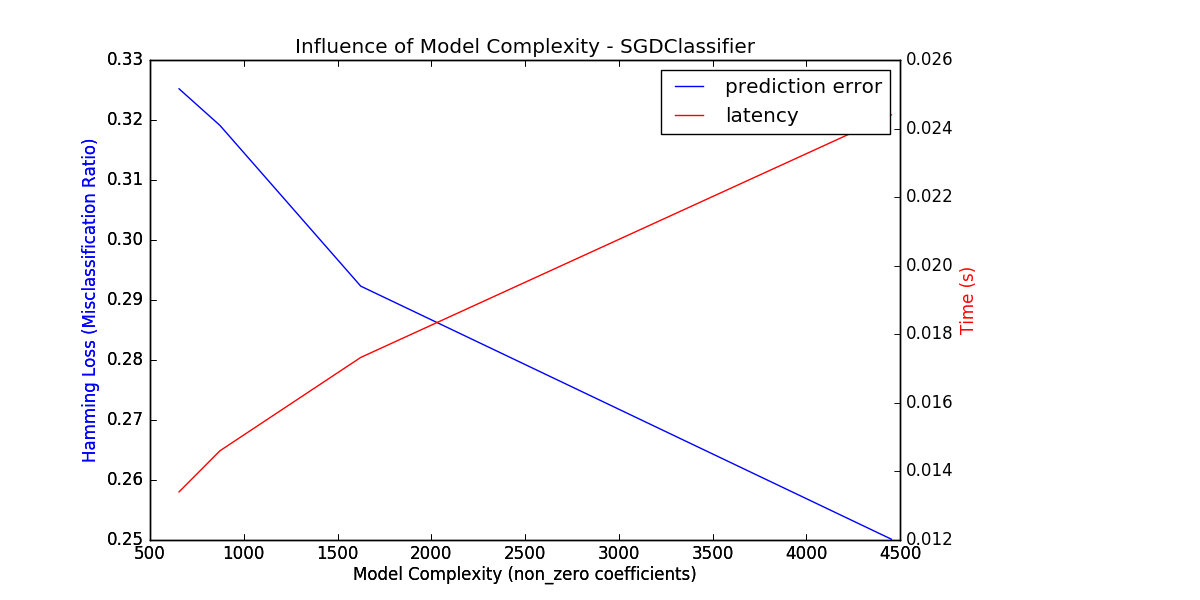 Influence of Model Complexity - SGDClassifier
0.33
0.32
0.31
0.30
0.29
0.28
0.27
0.26
0.25
Hamming Loss (Misclassification Ratio)
prediction error
latency
0.026
0.024
0.022
0.020
0.018
0.016
0.014
0.012
Time (s)
500 1000 1500 2000 2500 3000 3500 4000 4500
Model Complexity (non_zero coefficients)